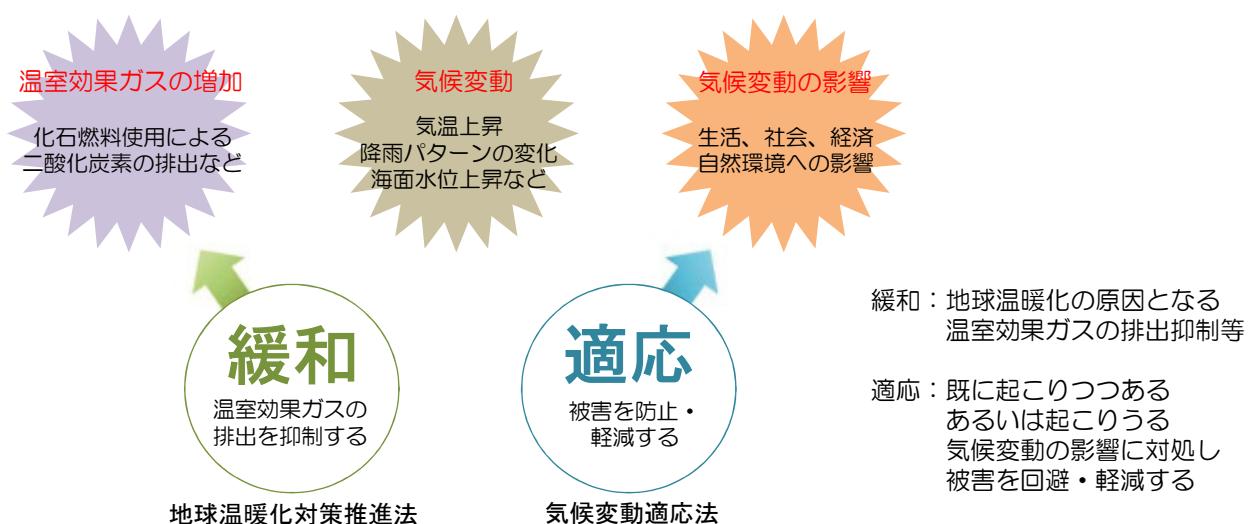 温室効果ガスの増加
化石燃料使用による
二酸化炭素の排出など
気候変動
気温上昇
降雨パターンの変化
海面水位上昇など
気候変動の影響
生活、社会、経済
自然環境への影響
緩和
温室効果ガスの
排出を抑制する
地球温暖化対策推進法
適応
被害を防止・
軽減する
気候変動適応法
緩和：地球温暖化の原因となる
温室効果ガスの排出抑制等
適応：既に起こりつつある
あるいは起こりうる
気候変動の影響に対処し
被害を回避・軽減する